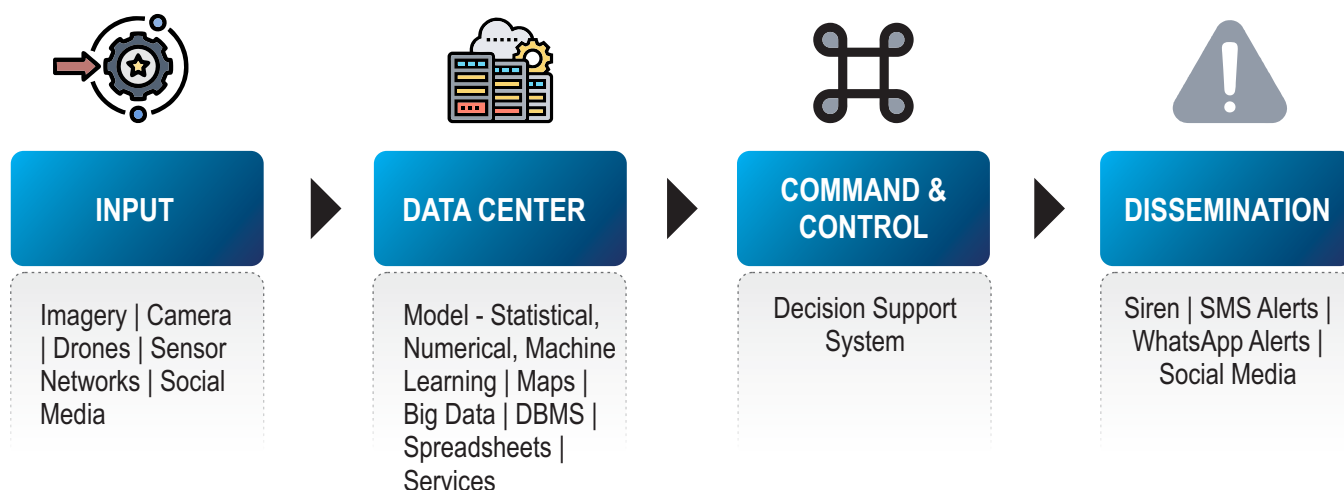 INPUT
Imagery | Camera
| Drones | Sensor
Networks | Social
Media
DATA CENTER
Model - Statistical,
Numerical, Machine
Learning | Maps |
Big Data | DBMS |
Spreadsheets |
Services
COMMAND &
CONTROL
Decision Support
System
DISSEMINATION
Siren | SMS Alerts |
WhatsApp Alerts |
Social Media